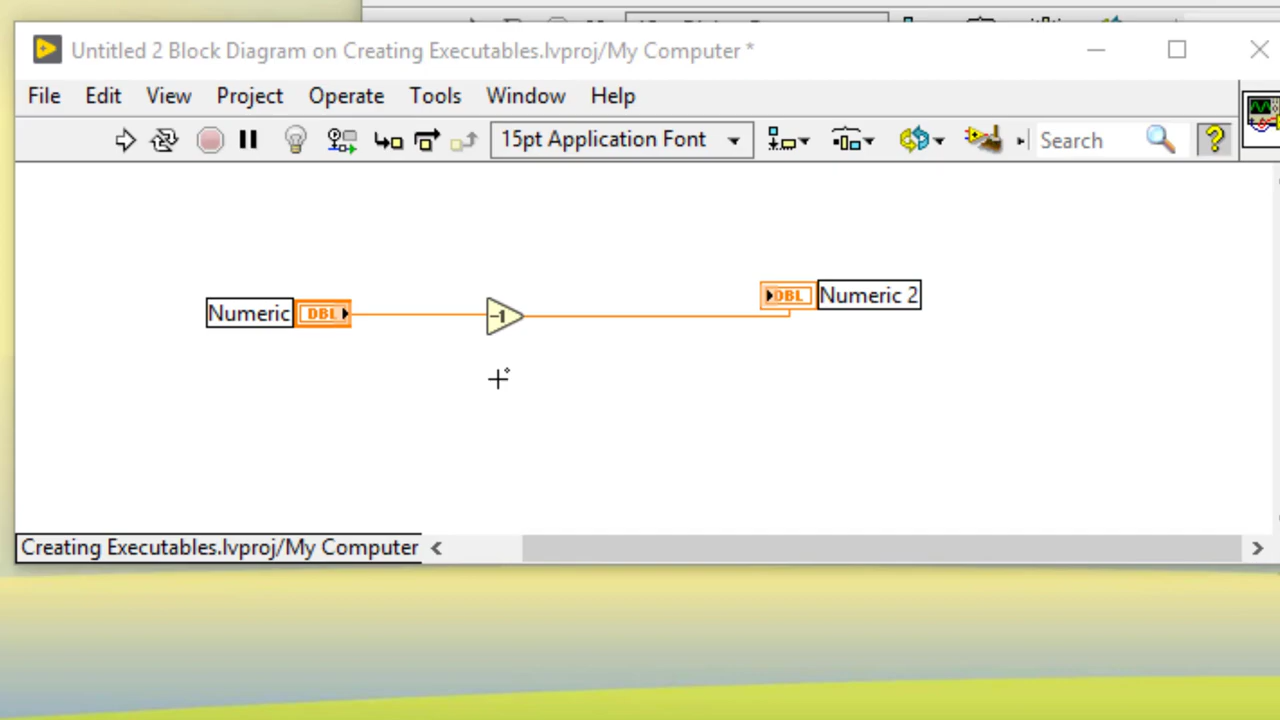 Untitled 2 Block Diagram on Creating Executables.lvproj/My Computer *
File Edit View Project Operate Tools Window Help
15pt Application Font Search ?
Numeric DBL -1 DBL Numeric 2
Creating Executables.lvproj/My Computer